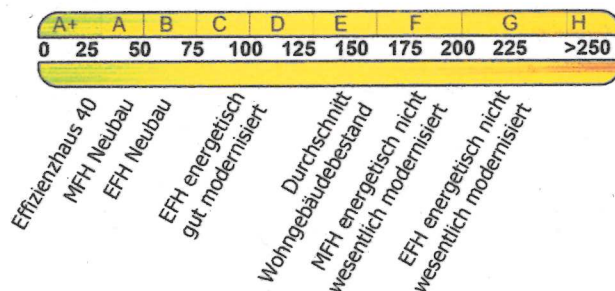 A+ A B C D E F G H
0 25 50 75 100 125 150 175 200 225 >250
Effizienzhaus 40
MFH Neubau
EFH Neubau
EFH energetisch
gut modernisiert
Durchschnitt
Wohngebäudebestand
MFH energetisch nicht
wesentlich modernisiert
EFH energetisch nicht
wesentlich modernisiert